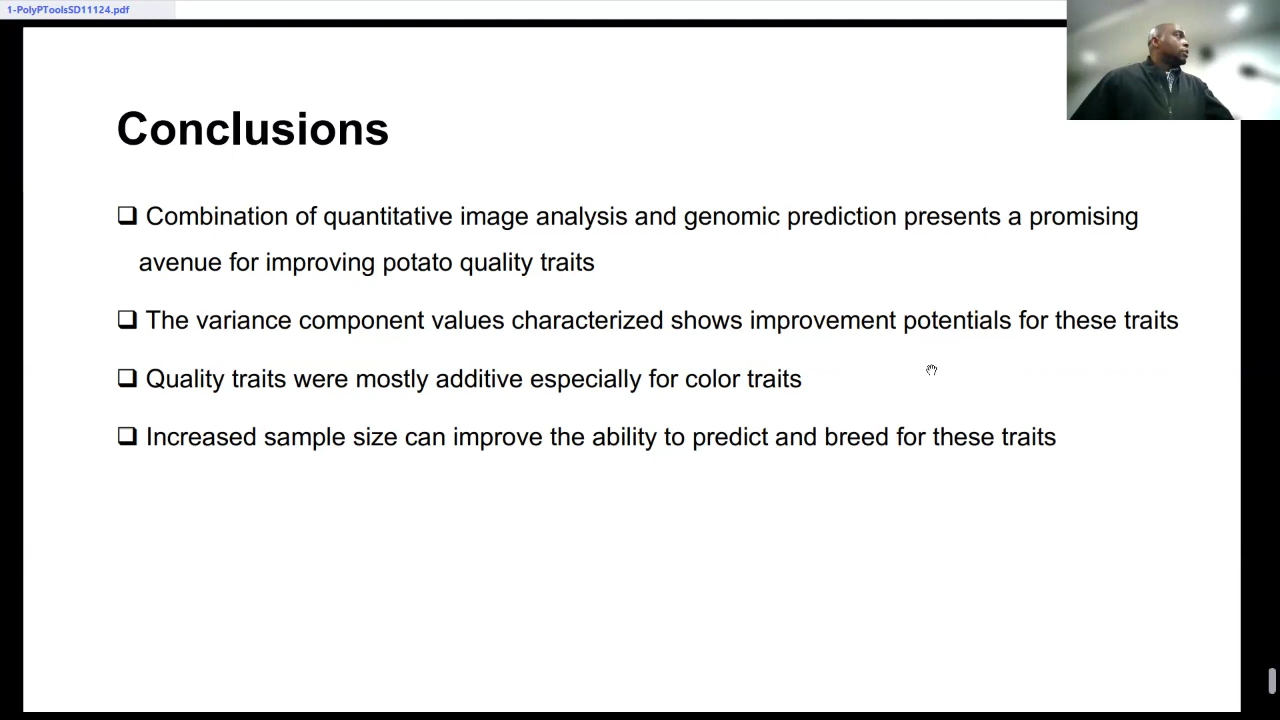 1-PolyPToolsSD11124.pdf
Conclusions
❑ Combination of quantitative image analysis and genomic prediction presents a promising
avenue for improving potato quality traits
❑ The variance component values characterized shows improvement potentials for these traits
❑ Quality traits were mostly additive especially for color traits
❑ Increased sample size can improve the ability to predict and breed for these traits